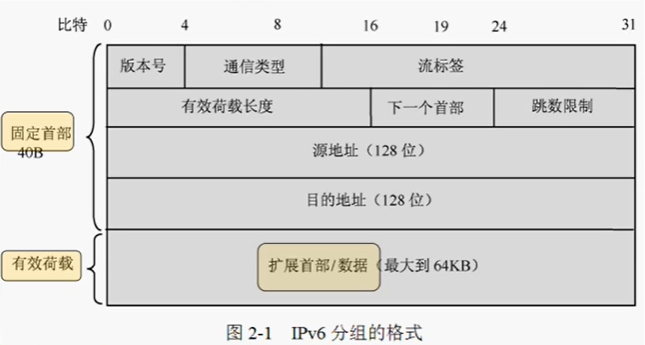 比特 0 4 8 16 19 24 31
版本号 通信类型 流标签
有效荷载长度 下一个首部 跳数限制
固定首部
40B
源地址（128 位）
目的地址（128 位）
有效荷载 扩展首部/数据（最大到 64KB）
图 2-1 IPv6 分组的格式